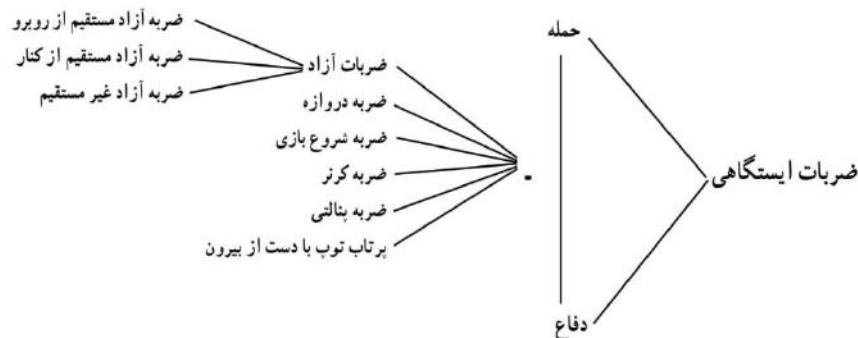 ضربات ایستگاهی
حمله
دفاع
-
ضربات آزاد
ضربه دروازه
ضربه شروع بازی
ضربه کرنر
ضربه پنالتی
پرتاب توپ با دست از بیرون
ضربه آزاد مستقیم از روبرو
ضربه آزاد مستقیم از کنار
ضربه آزاد غیر مستقیم